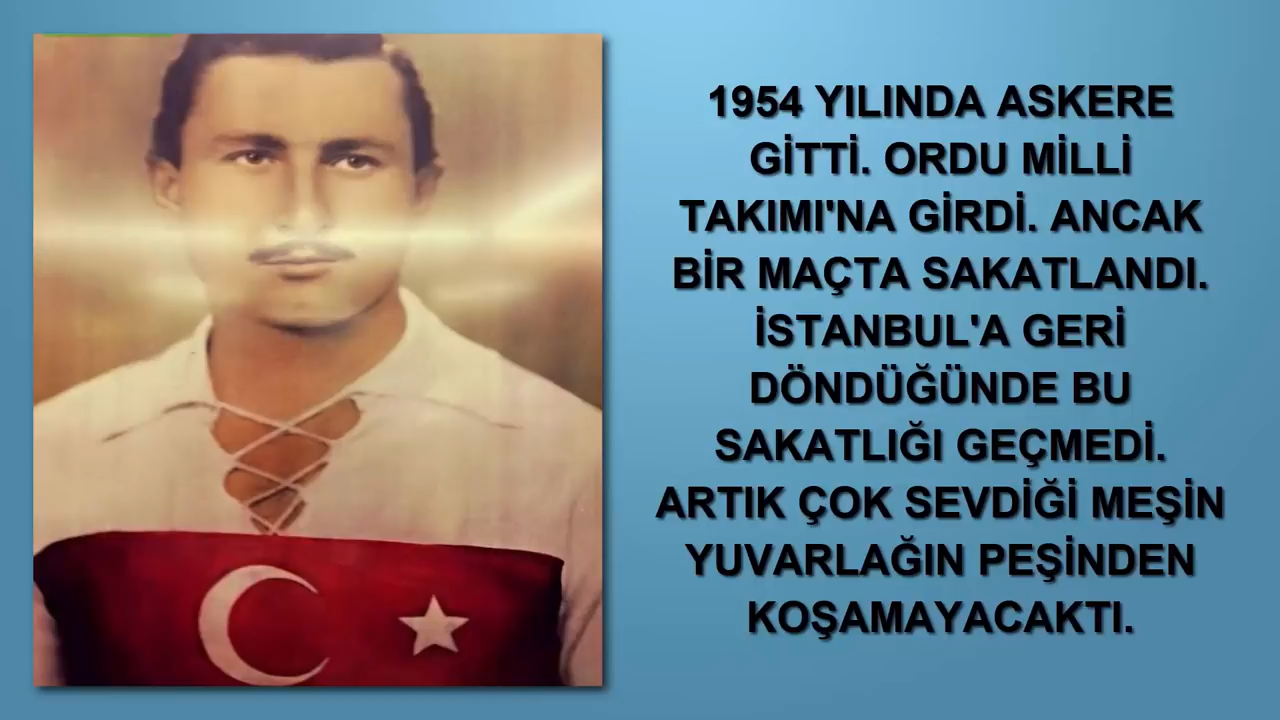 1954 YILINDA ASKERE
GİTTİ. ORDU MİLLİ
TAKIMI'NA GİRDİ. ANCAK
BİR MAÇTA SAKATLANDI.
İSTANBUL'A GERİ
DÖNDÜĞÜNDE BU
SAKATLIĞI GEÇMEDİ.
ARTIK ÇOK SEVDİĞİ MEŞİN
YUVARLAĞIN PEŞİNDEN
KOŞAMAYACAKTI.